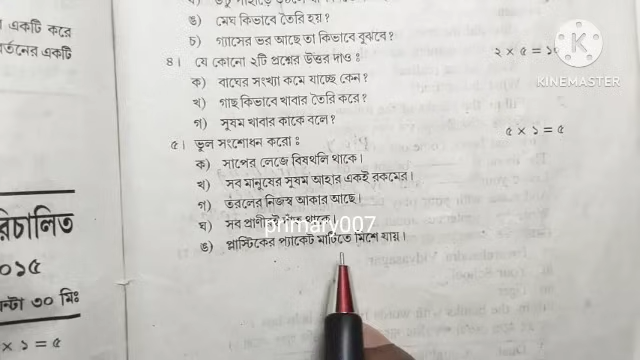 একটি করে
র্তনের একটি
ঙ) মেঘ কিভাবে তৈরি হয়?
চ) গ্যাসের ভর আছে তা কিভাবে বুঝবে?
৪। যে কোনো ২টি প্রশ্নের উত্তর দাও ঃ
২ × ৫ = ১০
ক) বাঘের সংখ্যা কমে যাচ্ছে কেন?
খ) গাছ কিভাবে খাবার তৈরি করে?
গ) সুষম খাবার কাকে বলে?
৫। ভুল সংশোধন করো ঃ
৫ × ১ = ৫
ক) সাপের লেজে বিষথলি থাকে।
খ) সব মানুষের সুষম আহার একই রকমের।
গ) তরলের নিজস্ব আকার আছে।
ঘ) সব প্রাণীরই থাকে।
ঙ) প্লাস্টিকের প্যাকেট মাটিতে মিশে যায়।
রিচালিত
০১৫
ন্টা ৩০ মিঃ
× ১ = ৫
KINEMASTER
primary007